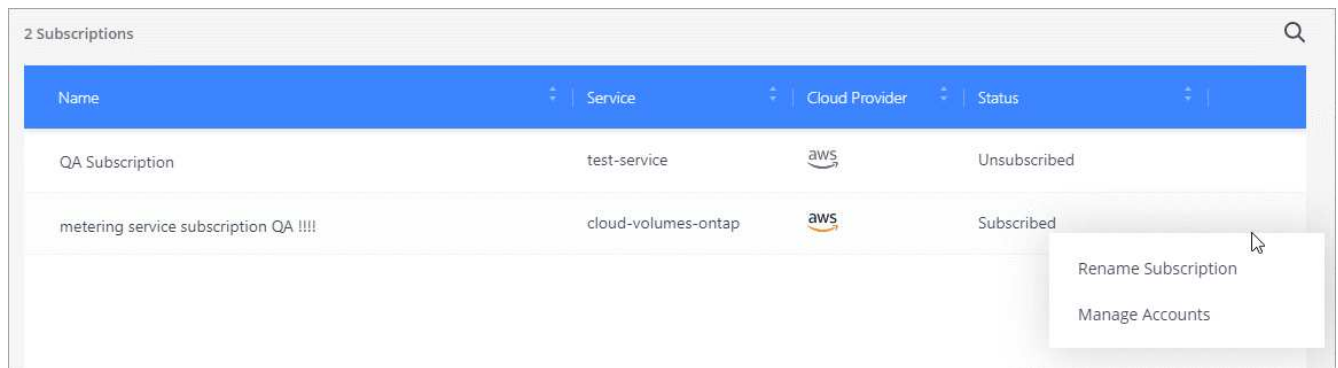 2 Subscriptions
Name Service Cloud Provider Status
QA Subscription test-service aws Unsubscribed
metering service subscription QA !!!! cloud-volumes-ontap aws Subscribed
Rename Subscription
Manage Accounts